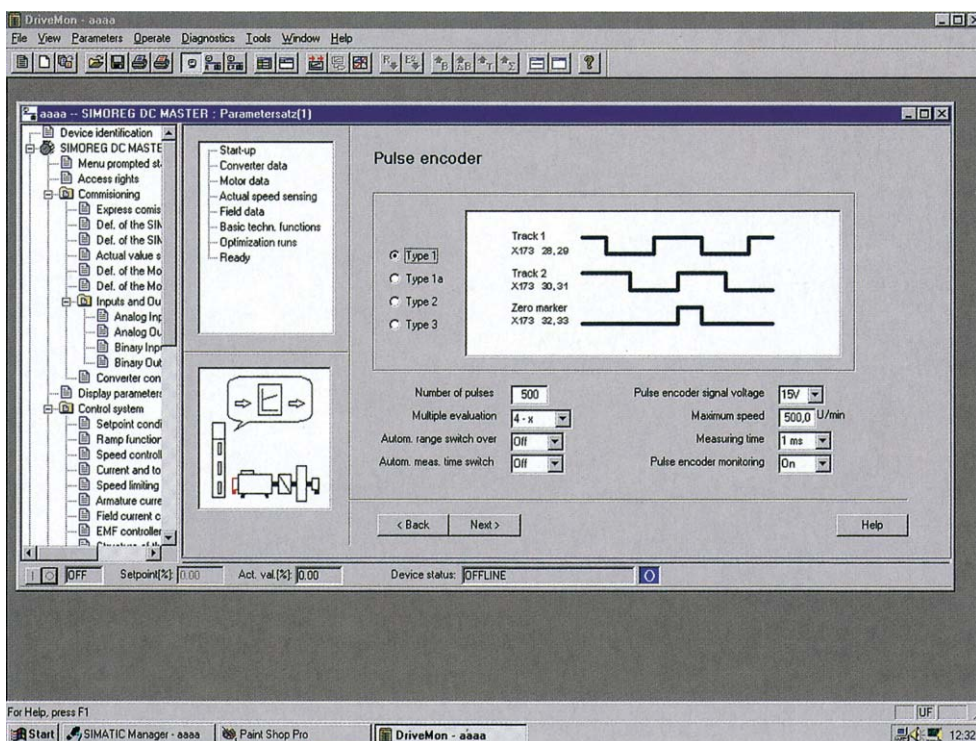 DriveMon - aaaa
File View Parameters Operate Diagnostics Tools Window Help
aaaa -- SIMOREG DC MASTER : Parametersatz(1)
Device identification
SIMOREG DC MASTE
Menu prompted st
Access rights
Commisioning
Express comis
Def. of the SIM
Def. of the SIM
Actual value s
Def. of the Mo
Def. of the Mo
Inputs and Ou
Analog Inp
Analog Ou
Binary Inpu
Binary Out
Converter con
Display parameters
Control system
Setpoint condi
Ramp function
Speed controll
Current and to
Speed limiting
Armature curre
Field current c
EMF controller
Start-up
Converter data
Motor data
Actual speed sensing
Field data
Basic techn. functions
Optimization runs
Ready
Pulse encoder
Type 1
Type 1a
Type 2
Type 3
Track 1
X173 28,29
Track 2
X173 30,31
Zero marker
X173 32,33
Number of pulses 500
Multiple evaluation 4 - x
Autom. range switch over Off
Autom. meas. time switch Off
Pulse encoder signal voltage 15V
Maximum speed 500,0 U/min
Measuring time 1 ms
Pulse encoder monitoring On
< Back Next > Help
OFF Setpoint[%]: 0.00 Act. val.[%]: 0.00 Device status: OFFLINE
For Help, press F1 UF
Start SIMATIC Manager - aaaa Paint Shop Pro DriveMon - aaaa 12:32